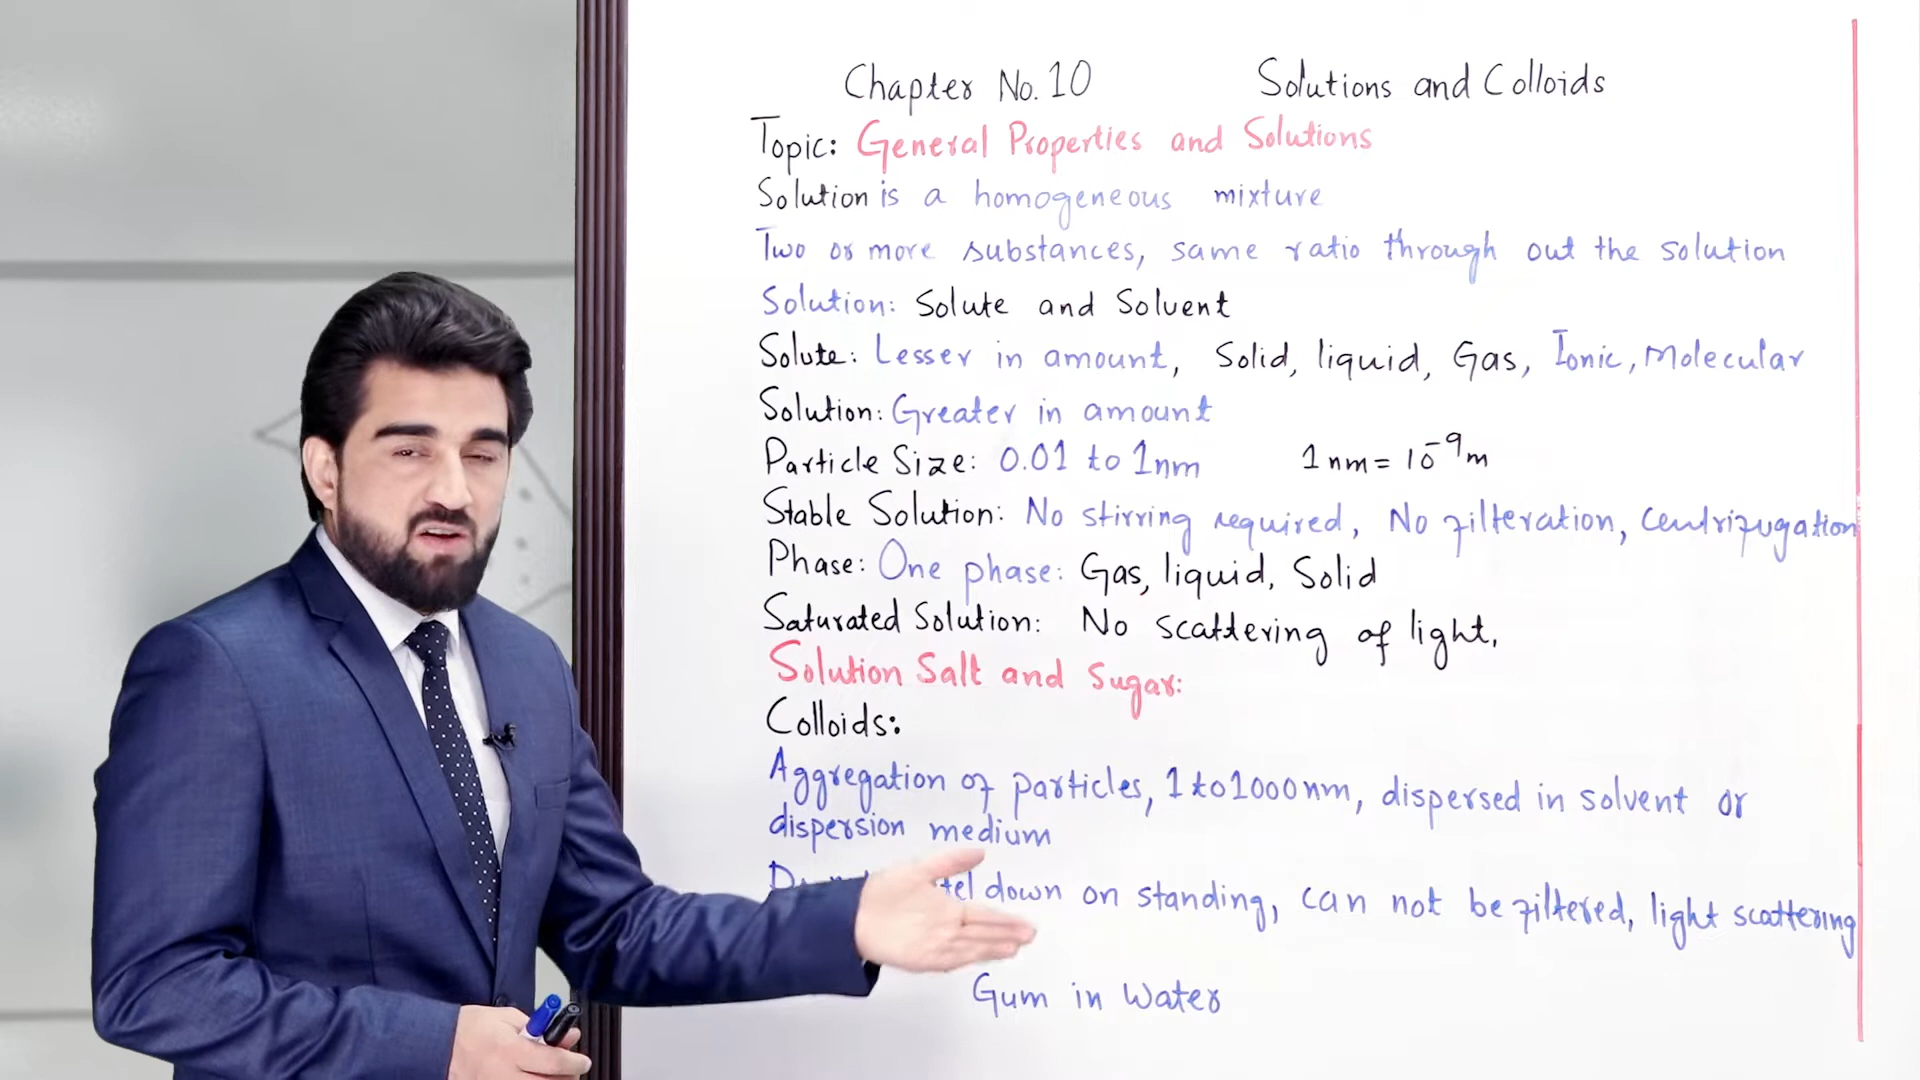 Chapter No. 10 Solutions and Colloids
Topic: General Properties and Solutions
Solution is a homogeneous mixture
Two or more substances, same ratio through out the solution
Solution: Solute and Solvent
Solute: Lesser in amount, Solid, liquid, Gas, Ionic, Molecular
Solution: Greater in amount
Particle Size: 0.01 to 1nm 1 nm = 10⁻⁹m
Stable Solution: No stirring required, No filteration, Centrifugation
Phase: One phase: Gas, liquid, Solid
Saturated Solution: No scattering of light.
Solution Salt and Sugar:
Colloids:
Aggregation of particles, 1 to 1000 nm, dispersed in solvent or
dispersion medium
down on standing, can not be filtered, light scattering
Gum in Water